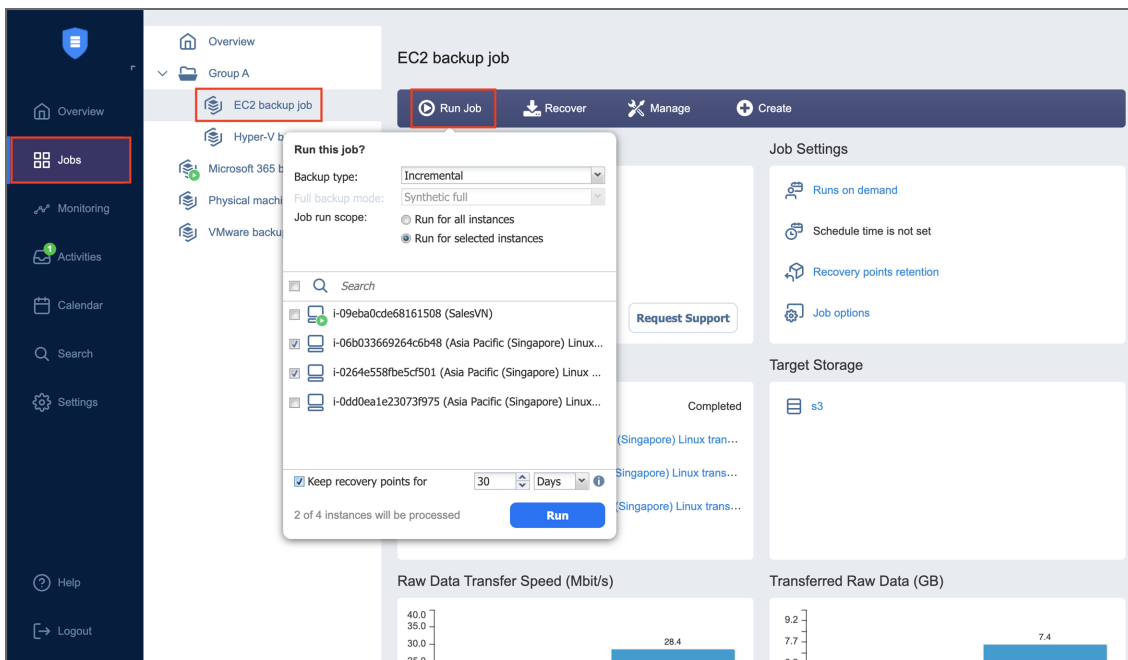 Overview
Jobs
Monitoring
1
Activities
Calendar
Search
Settings
Help
Logout
Overview
Group A
EC2 backup job
Hyper-V b
Microsoft 365 b
Physical machi
VMware backu
EC2 backup job
Run Job
Recover
Manage
Create
Run this job?
Backup type:
Incremental
Full backup mode:
Synthetic full
Job run scope:
Run for all instances
Run for selected instances
Search
i-09eba0cde68161508 (SalesVN)
i-06b033669264c6b48 (Asia Pacific (Singapore) Linux...
i-0264e558fbe5cf501 (Asia Pacific (Singapore) Linux ...
i-0dd0ea1e23073f975 (Asia Pacific (Singapore) Linux...
Keep recovery points for
30
Days
2 of 4 instances will be processed
Run
Request Support
Completed
(Singapore) Linux tran...
Singapore) Linux trans...
(Singapore) Linux trans...
Job Settings
Runs on demand
Schedule time is not set
Recovery points retention
Job options
Target Storage
s3
Raw Data Transfer Speed (Mbit/s)
40.0
35.0
30.0
28.4
Transferred Raw Data (GB)
9.2
7.7
7.4